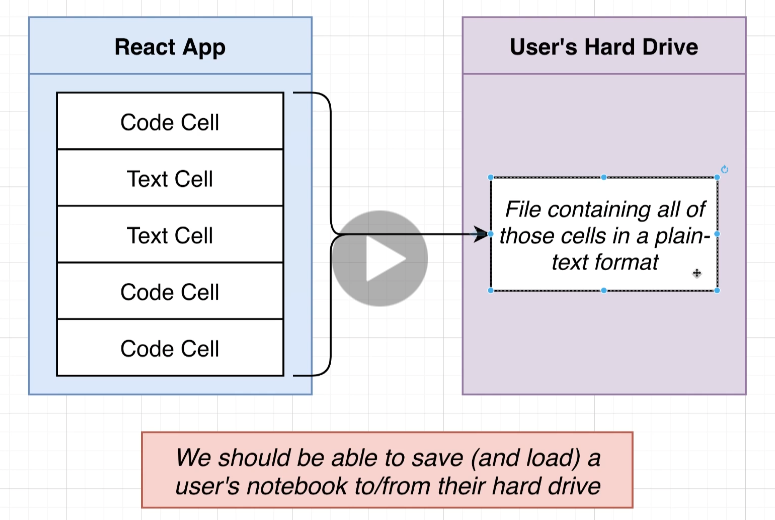 React App
User's Hard Drive
Code Cell
Text Cell
Text Cell
Code Cell
Code Cell
File containing all of
those cells in a plain-
text format
We should be able to save (and load) a
user's notebook to/from their hard drive